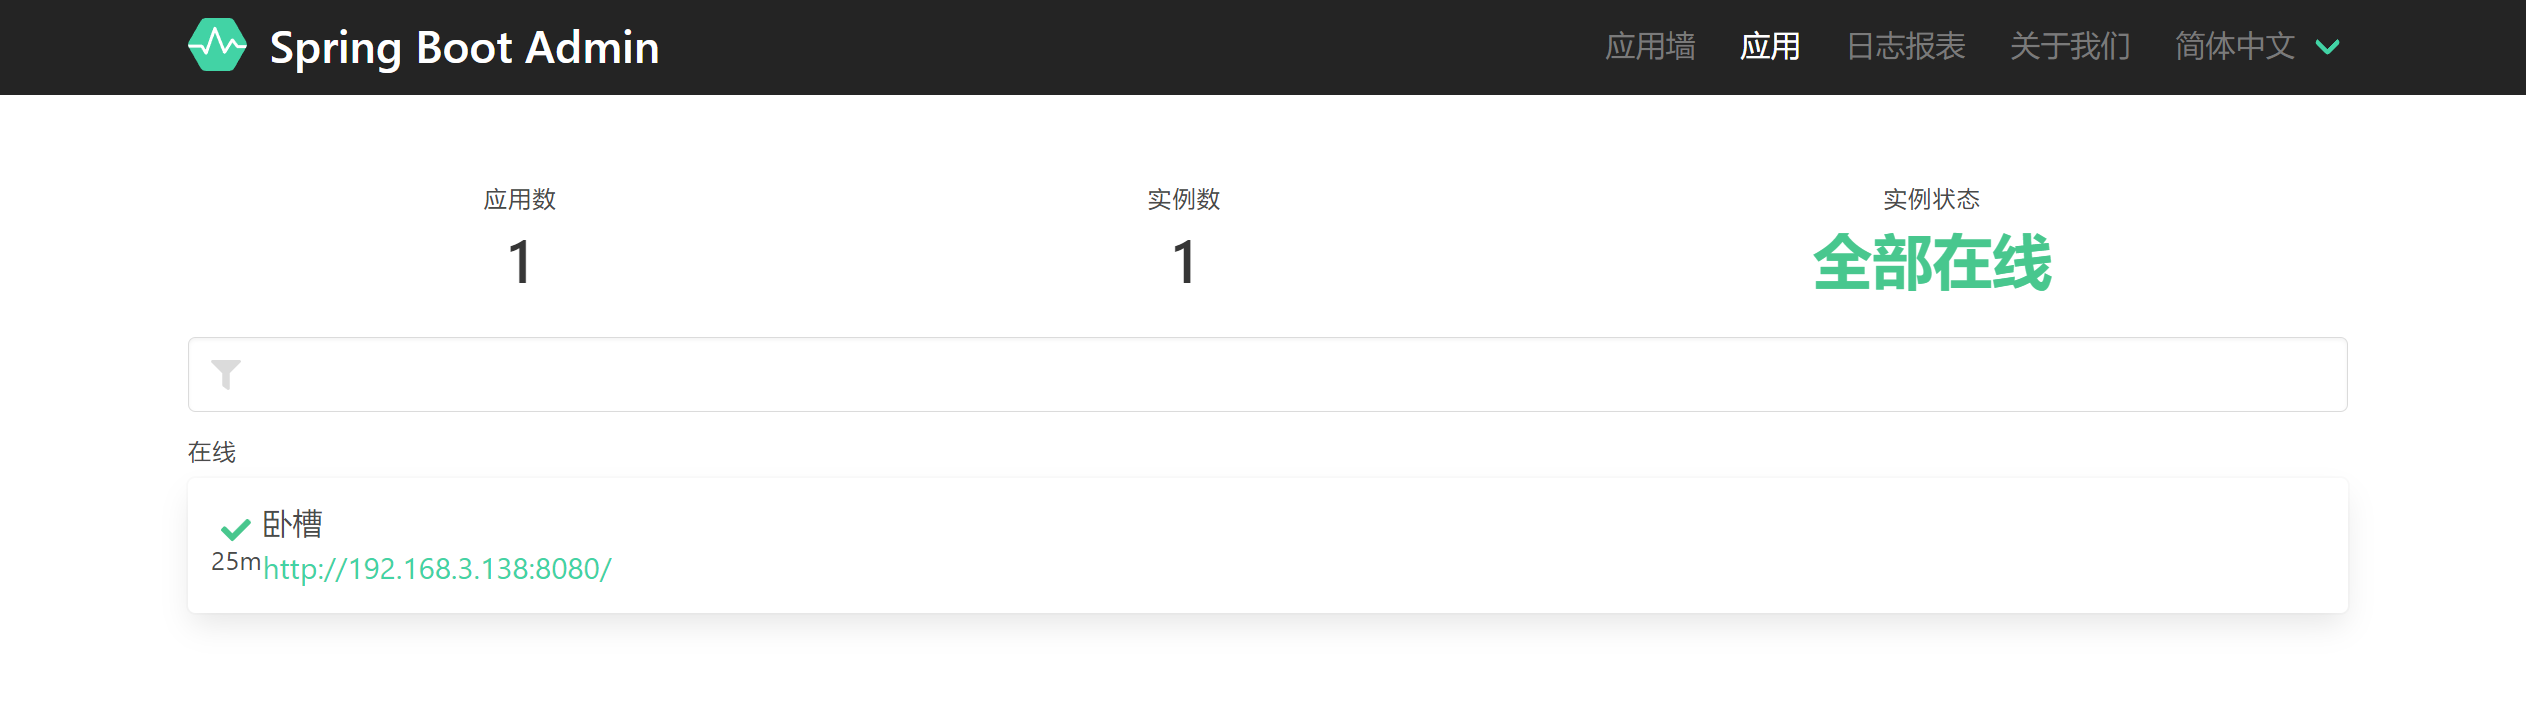 Spring Boot Admin 应用墙 应用 日志报表 关于我们 简体中文
应用数 实例数 实例状态
1 1 全部在线
在线
卧槽
25m http://192.168.3.138:8080/